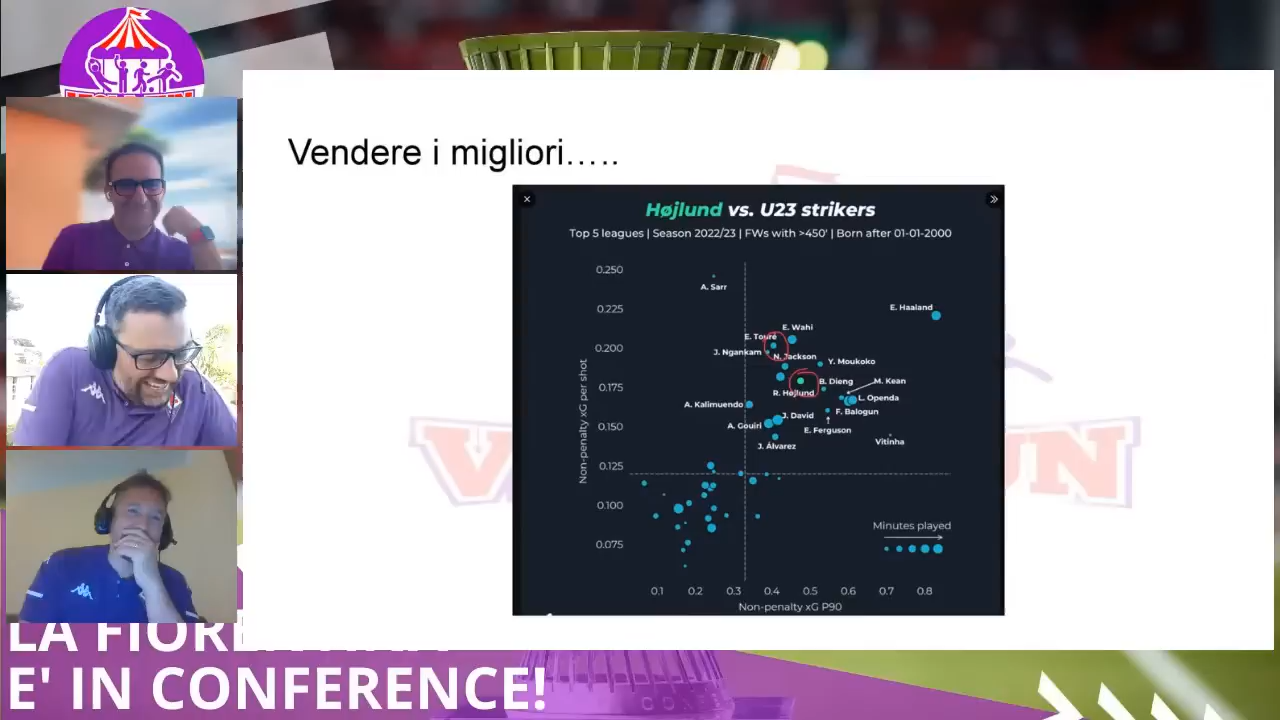 Vendere i migliori…..
Højlund vs. U23 strikers
Top 5 leagues | Season 2022/23 | FWs with >450' | Born after 01-01-2000
Non-penalty xG per shot
0.250
0.225
0.200
0.175
0.150
0.125
0.100
0.075
A. Sarr
E. Haaland
E. Wahi
E. Touré
J. Ngankam
N. Jackson
Y. Moukoko
B. Dieng
M. Kean
R. Højlund
L. Openda
A. Kalimuendo
F. Balogun
J. David
A. Gouiri
E. Ferguson
J. Álvarez
Vitinha
Minutes played
0.1 0.2 0.3 0.4 0.5 0.6 0.7 0.8
Non-penalty xG P90
E' IN CONFERENCE!